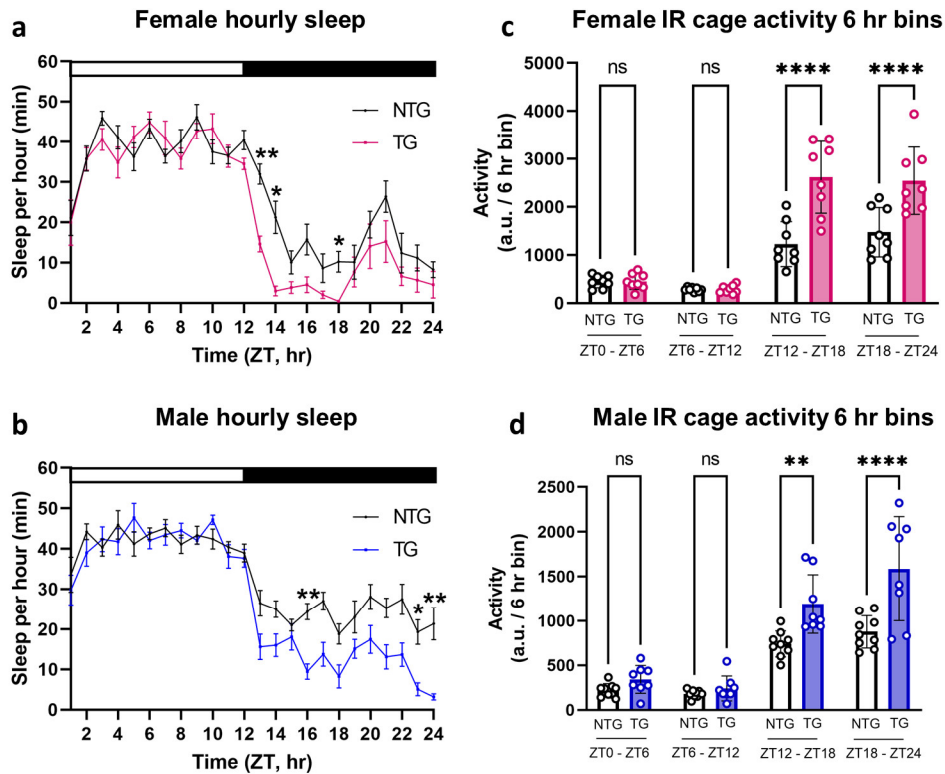 a
Female hourly sleep
Sleep per hour (min)
60
50
40
30
20
10
0
NTG
TG
**
*
*
2 4 6 8 10 12 14 16 18 20 22 24
Time (ZT, hr)
c
Female IR cage activity 6 hr bins
Activity
(a.u. / 6 hr bin)
5000
4000
3000
2000
1000
0
ns
ns
****
****
NTG TG NTG TG NTG TG NTG TG
ZT0 - ZT6 ZT6 - ZT12 ZT12 - ZT18 ZT18 - ZT24
b
Male hourly sleep
Sleep per hour (min)
60
50
40
30
20
10
0
NTG
TG
**
*
**
2 4 6 8 10 12 14 16 18 20 22 24
Time (ZT, hr)
d
Male IR cage activity 6 hr bins
Activity
(a.u. / 6 hr bin)
2500
2000
1500
1000
500
0
ns
ns
**
****
NTG TG NTG TG NTG TG NTG TG
ZT0 - ZT6 ZT6 - ZT12 ZT12 - ZT18 ZT18 - ZT24